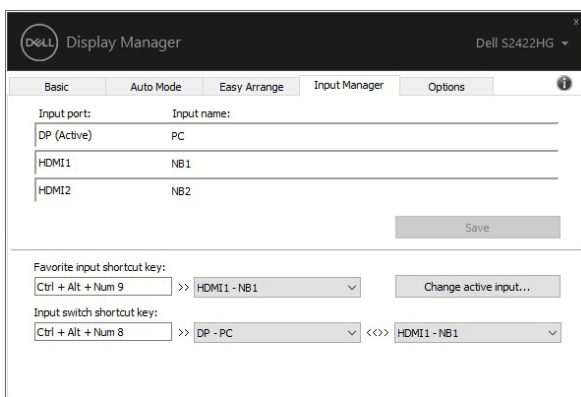 x
DELL Display Manager Dell S2422HG
Basic Auto Mode Easy Arrange Input Manager Options i
Input port: Input name:
DP (Active) PC
HDMI1 NB1
HDMI2 NB2
Save
Favorite input shortcut key:
Ctrl + Alt + Num 9 >> HDMI1 - NB1 Change active input...
Input switch shortcut key:
Ctrl + Alt + Num 8 >> DP - PC <<>> HDMI1 - NB1